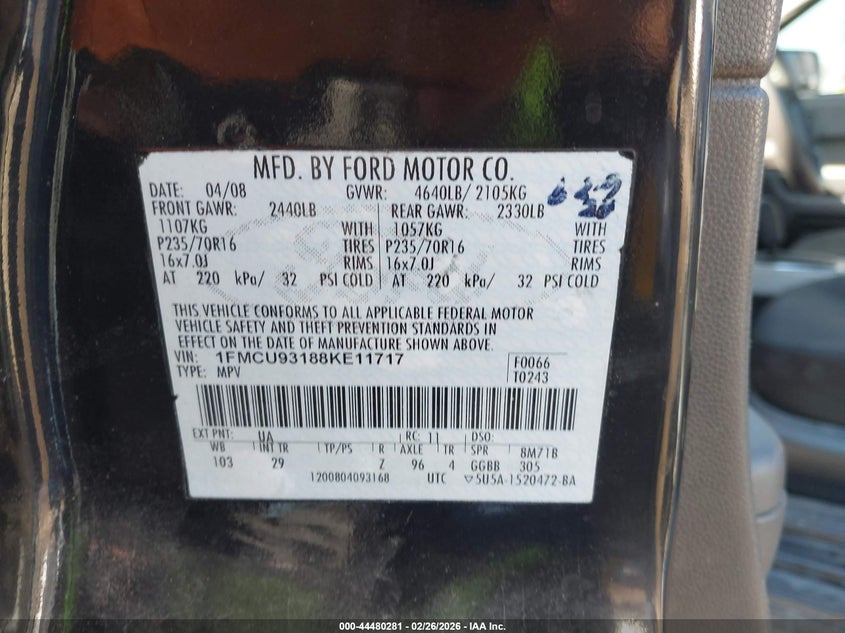 MFD. BY FORD MOTOR CO.
DATE: 04/08 GVWR: 4640LB/ 2105KG
FRONT GAWR: 2440LB REAR GAWR: 2330LB
1107KG WITH 1057KG WITH
P235/70R16 TIRES P235/70R16 TIRES
16x7.0J RIMS 16x7.0J RIMS
AT 220 kPa/ 32 PSI COLD AT 220 kPa/ 32 PSI COLD
THIS VEHICLE CONFORMS TO ALL APPLICABLE FEDERAL MOTOR
VEHICLE SAFETY AND THEFT PREVENTION STANDARDS IN
EFFECT ON THE DATE OF MANUFACTURE SHOWN ABOVE.
VIN: 1FMCU93188KE11717 F0066
TYPE: MPV T0243
EXT PNT: UA RC: 11 DSO:
WB INT TR TP/PS R AXLE TR SPR 8M71B
103 29 Z 96 4 GGBB 305
1200804093168 UTC ▽5U5A-1520472-BA
000-44480281 - 02/26/2026 - IAA Inc.